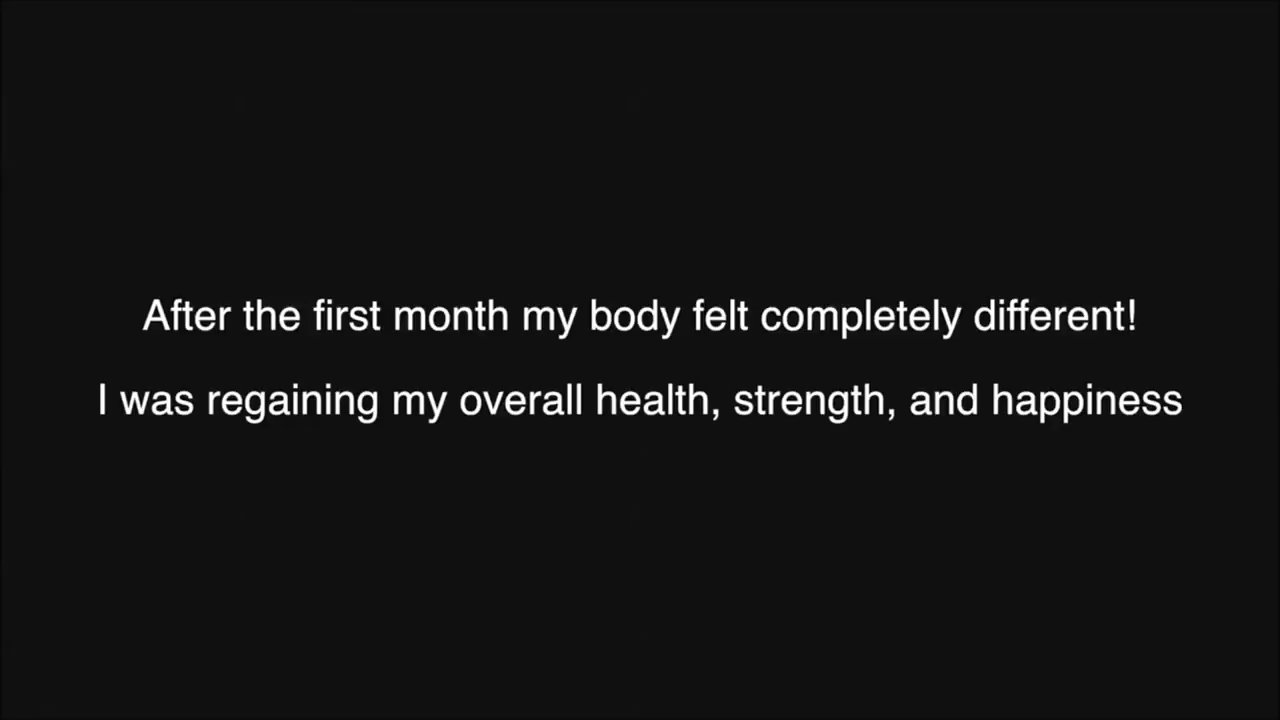 After the first month my body felt completely different!
I was regaining my overall health, strength, and happiness